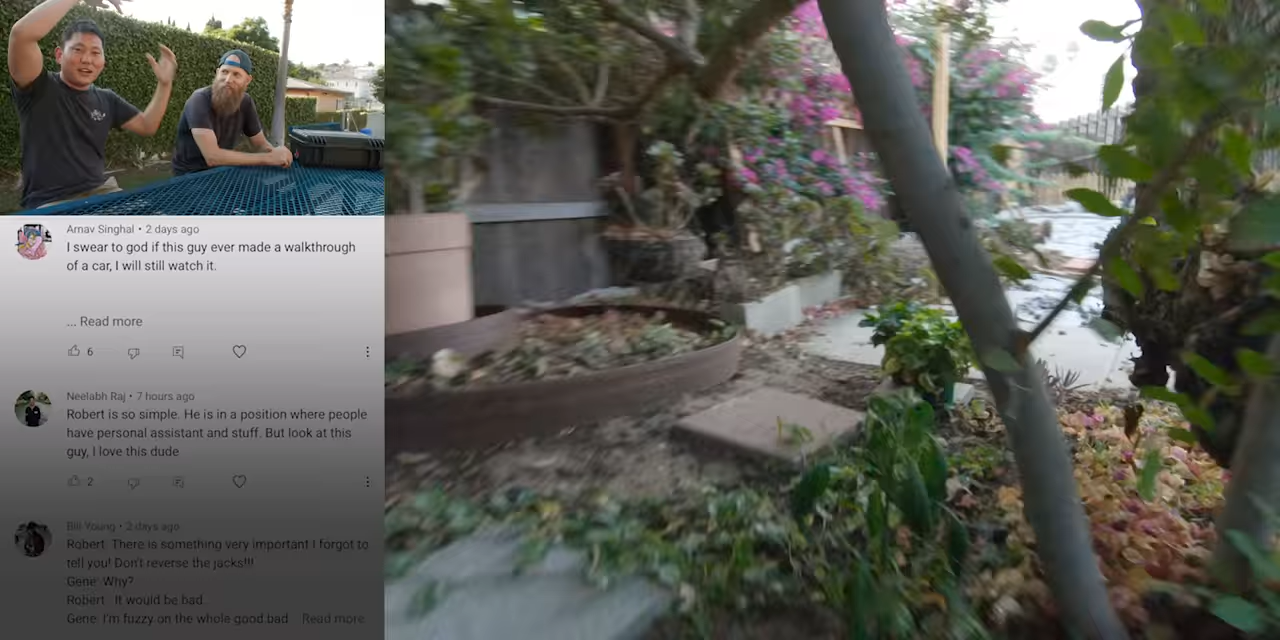 Arnav Singhal • 2 days ago
I swear to god if this guy ever made a walkthrough
of a car, I will still watch it.
... Read more
6
Neelabh Raj • 7 hours ago
Robert is so simple. He is in a position where people
have personal assistant and stuff. But look at this
guy, I love this dude
2
Bill Young • 2 days ago
Robert: There is something very important I forgot to
tell you! Don't reverse the jacks!!!
Gene: Why?
Robert: It would be bad.
Gene: I'm fuzzy on the whole good bad
Read more